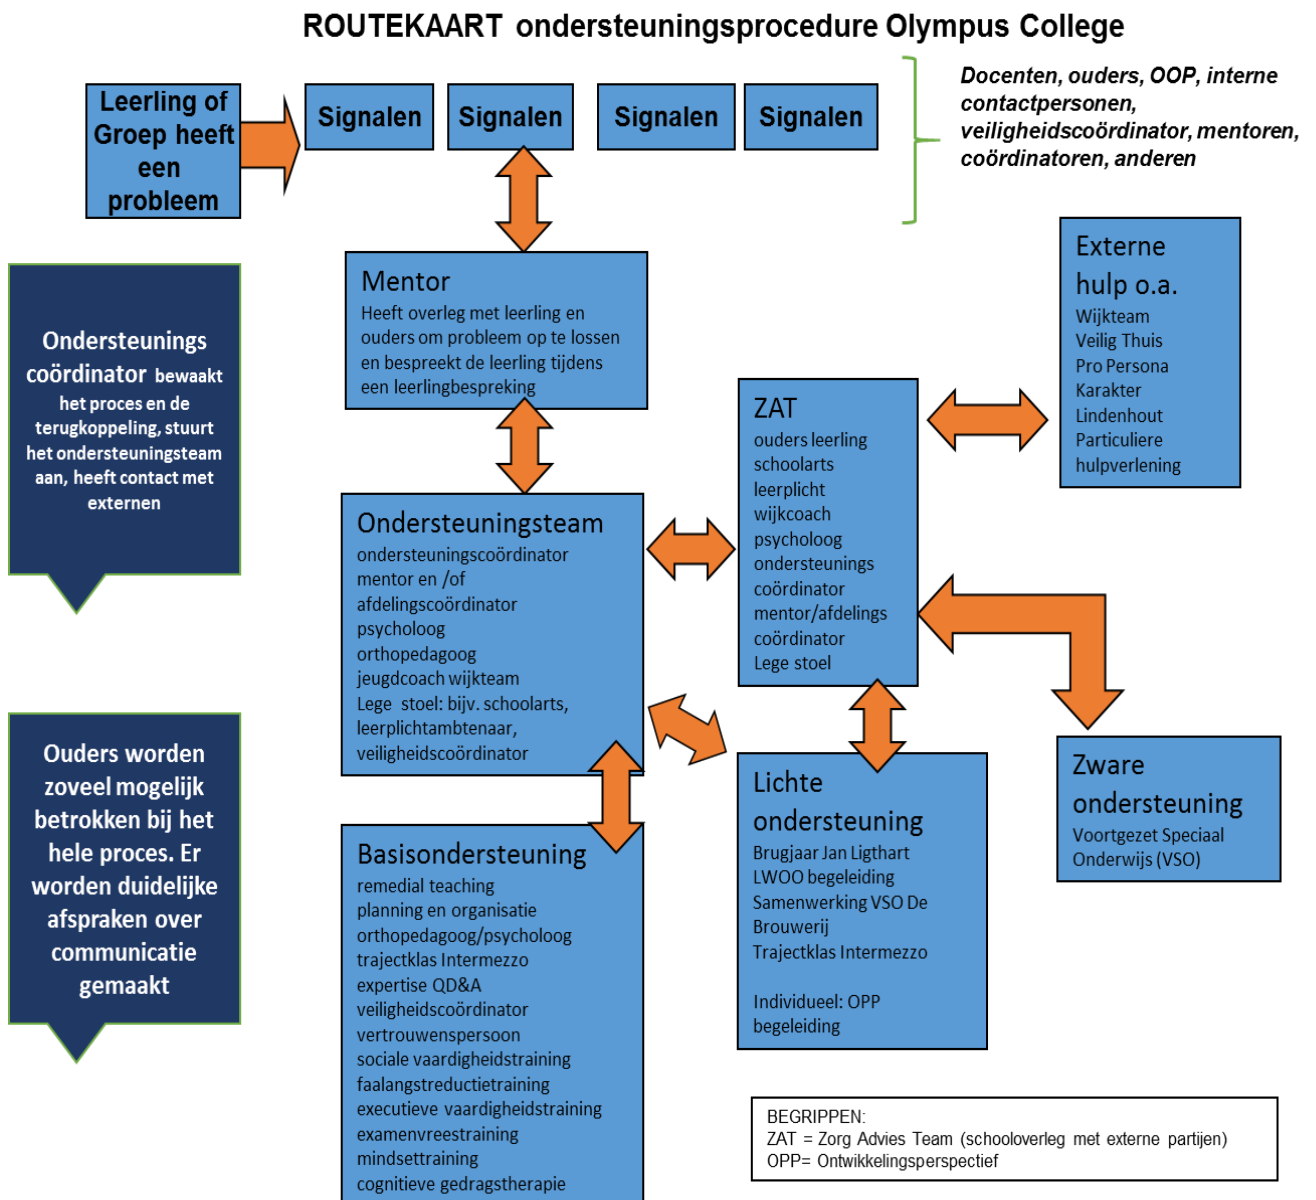 ROUTEKAART ondersteuningsprocedure Olympus College
Leerling of
Groep heeft
een
probleem
Signalen
Signalen
Signalen
Signalen
Docenten, ouders, OOP, interne
contactpersonen,
veiligheidscoördinator, mentoren,
coördinatoren, anderen
Mentor
Heeft overleg met leerling en
ouders om probleem op te lossen
en bespreekt de leerling tijdens
een leerlingbespreking
Externe
hulp o.a.
Wijkteam
Veilig Thuis
Pro Persona
Karakter
Lindenhout
Particuliere
hulpverlening
Ondersteunings
coördinator bewaakt
het proces en de
terugkoppeling, stuurt
het ondersteuningsteam
aan, heeft contact met
externen
ZAT
ouders leerling
schoolarts
leerplicht
wijkcoach
psycholoog
ondersteunings
coördinator
mentor/afdelings
coördinator
Lege stoel
Ondersteuningsteam
ondersteuningscoördinator
mentor en /of
afdelingscoördinator
psycholoog
orthopedagoog
jeugdcoach wijkteam
Lege stoel: bijv. schoolarts,
leerplichtambtenaar,
veiligheidscoördinator
Ouders worden
zoveel mogelijk
betrokken bij het
hele proces. Er
worden duidelijke
afspraken over
communicatie
gemaakt
Basisondersteuning
remedial teaching
planning en organisatie
orthopedagoog/psycholoog
trajectklas Intermezzo
expertise QD&A
veiligheidscoördinator
vertrouwenspersoon
sociale vaardigheidstraining
faalangstreductietraining
executieve vaardigheidstraining
examenvreestraining
mindsettraining
cognitieve gedragstherapie
Lichte
ondersteuning
Brugjaar Jan Ligthart
LWOO begeleiding
Samenwerking VSO De
Brouwerij
Trajectklas Intermezzo
Individueel: OPP
begeleiding
Zware
ondersteuning
Voortgezet Speciaal
Onderwijs (VSO)
BEGRIPPEN:
ZAT = Zorg Advies Team (schooloverleg met externe partijen)
OPP= Ontwikkelingsperspectief